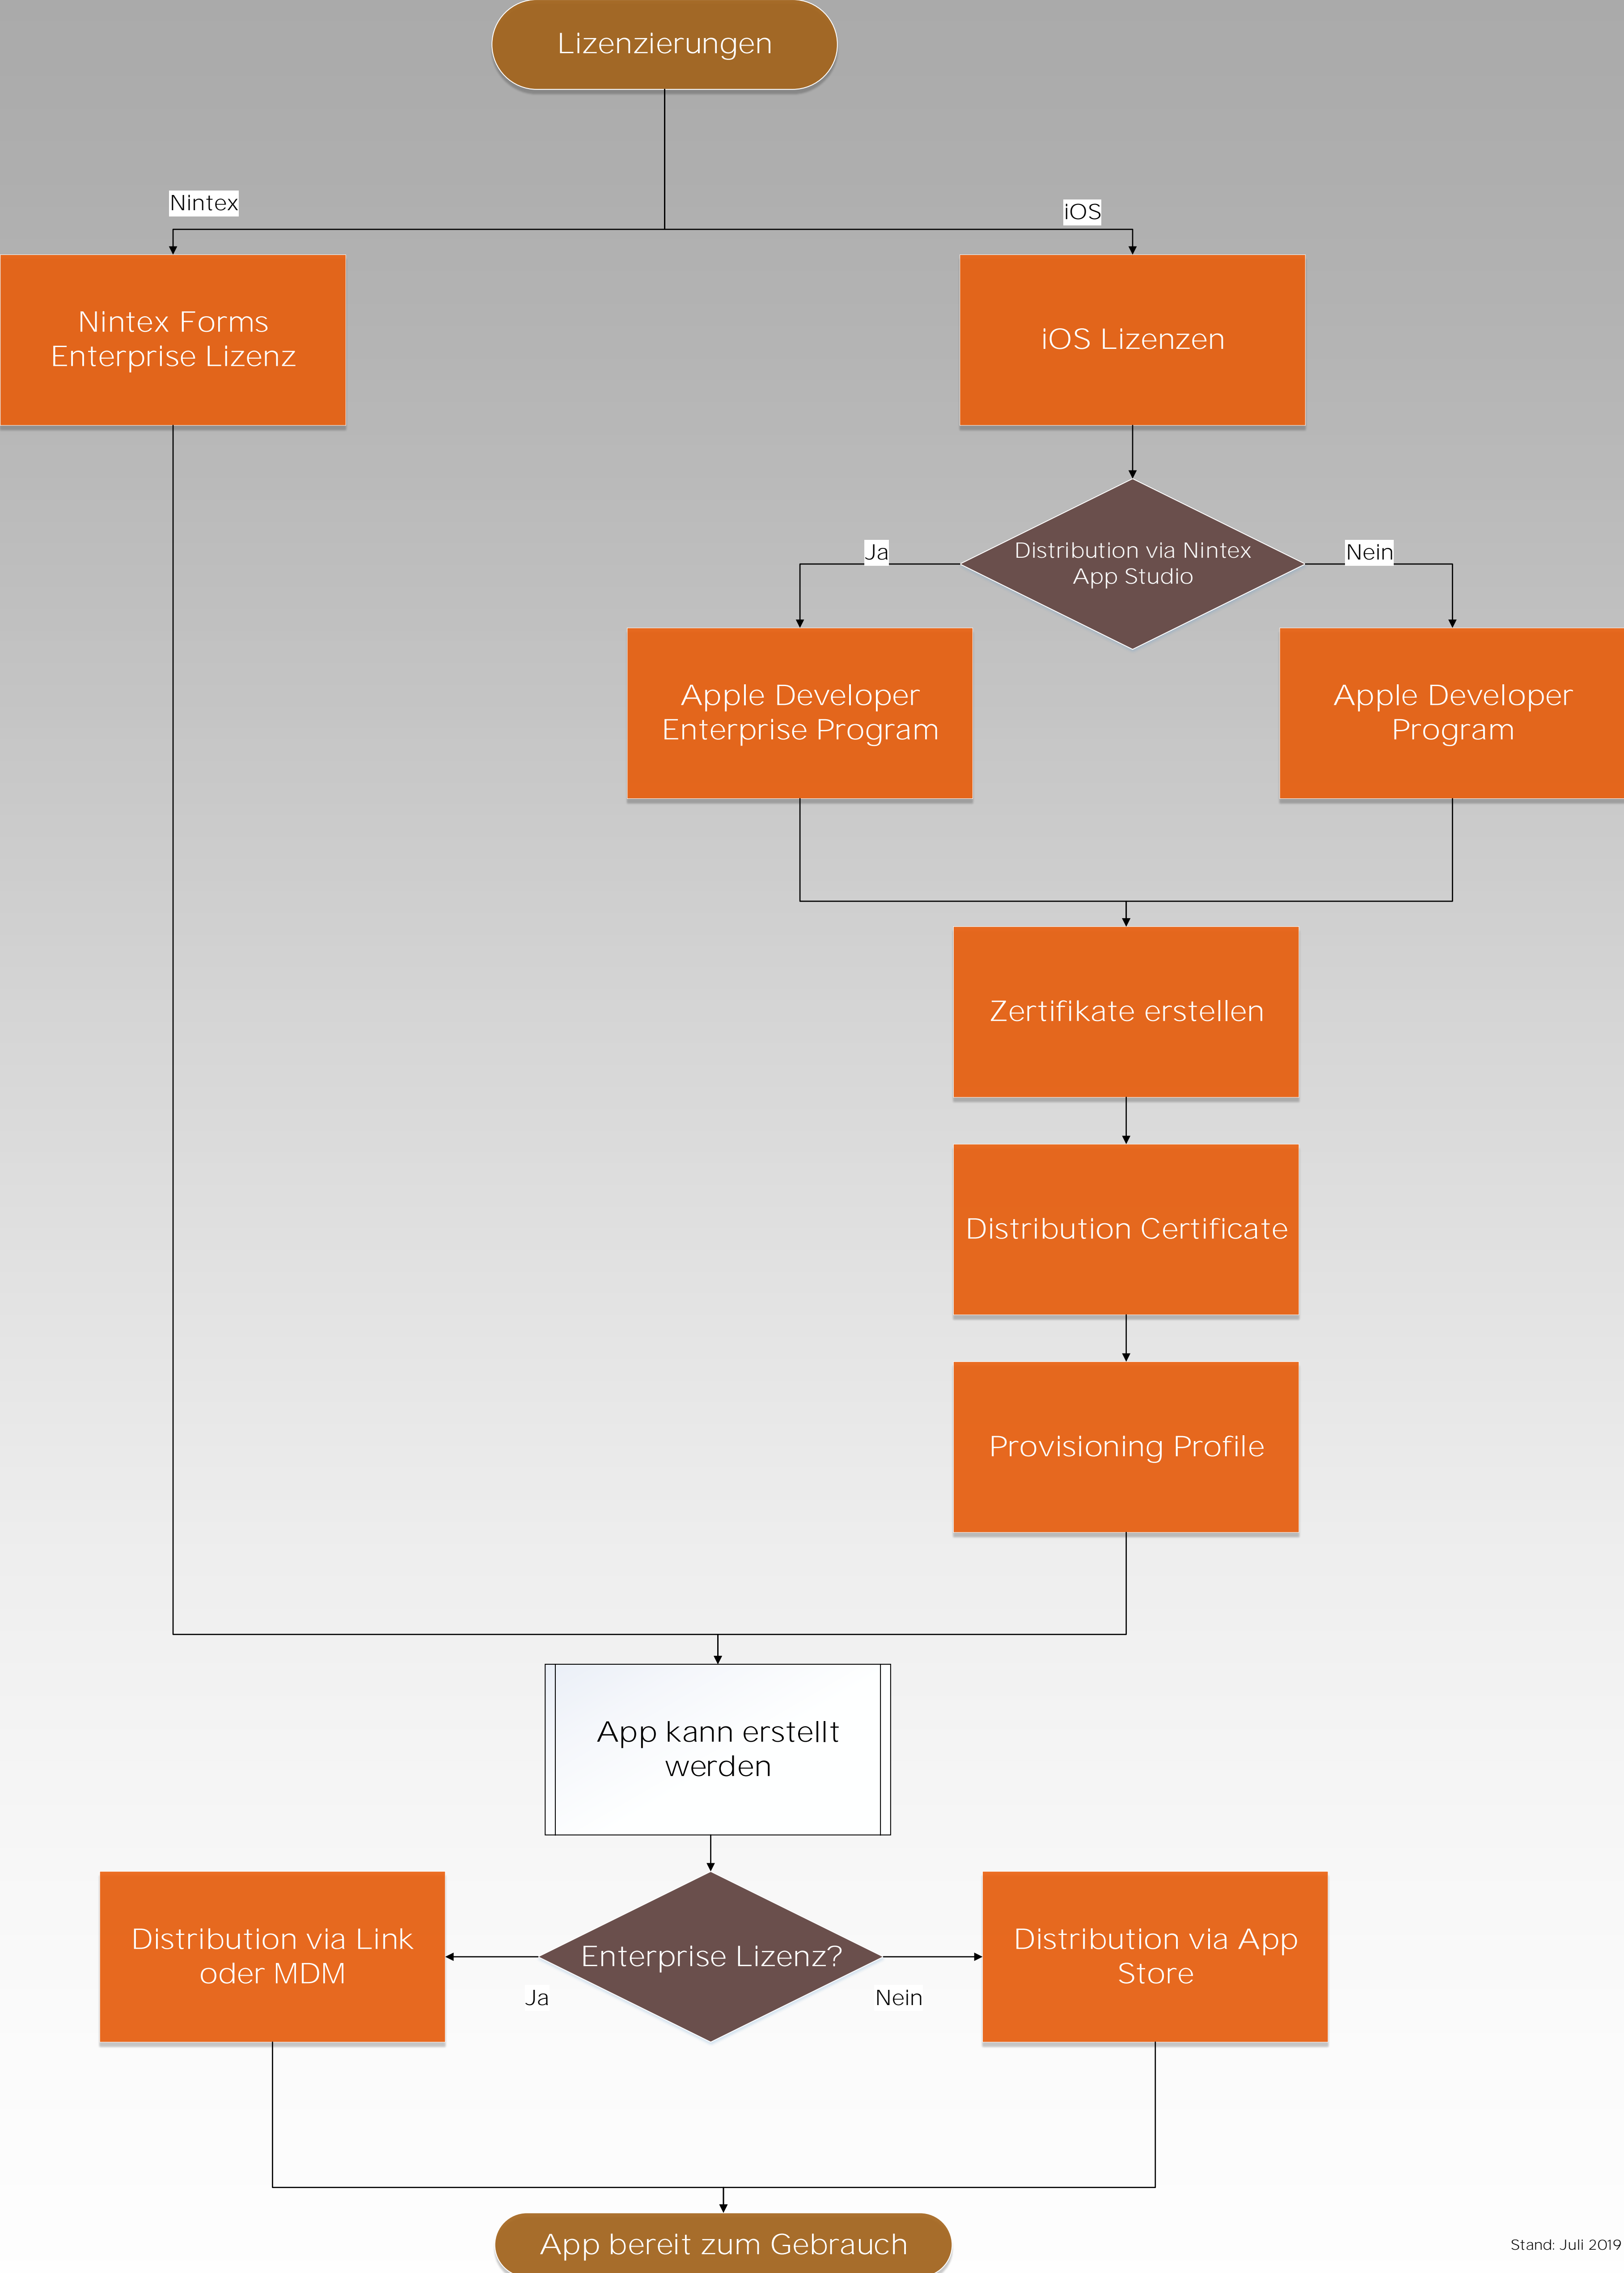 Lizenzierungen
Nintex
iOS
Nintex Forms
Enterprise Lizenz
iOS Lizenzen
Distribution via Nintex
App Studio
Ja
Nein
Apple Developer
Enterprise Program
Apple Developer
Program
Zertifikate erstellen
Distribution Certificate
Provisioning Profile
App kann erstellt
werden
Distribution via Link
oder MDM
Enterprise Lizenz?
Distribution via App
Store
Ja
Nein
App bereit zum Gebrauch
Stand: Juli 2019